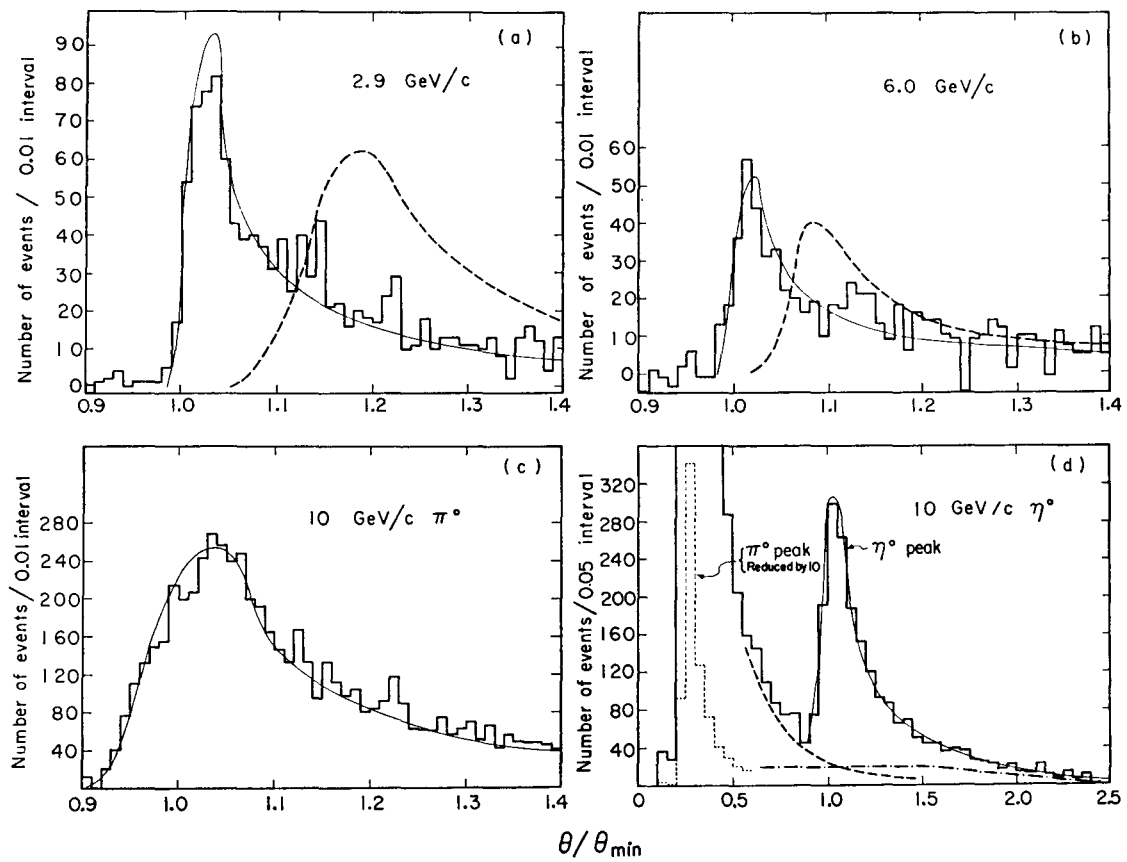 (a)
2.9 GeV/c
Number of events / 0.01 interval
90
80
70
60
50
40
30
20
10
0
0.9 1.0 1.1 1.2 1.3 1.4
(b)
6.0 GeV/c
Number of events / 0.01 interval
60
50
40
30
20
10
0
0.9 1.0 1.1 1.2 1.3 1.4
(c)
10 GeV/c π°
Number of events / 0.01 interval
280
240
200
160
120
80
40
0.9 1.0 1.1 1.2 1.3 1.4
(d)
10 GeV/c η°
π° peak
Reduced by 10
η° peak
Number of events / 0.05 interval
320
280
240
200
160
120
80
40
0 0.5 1.0 1.5 2.0 2.5
θ/θmin